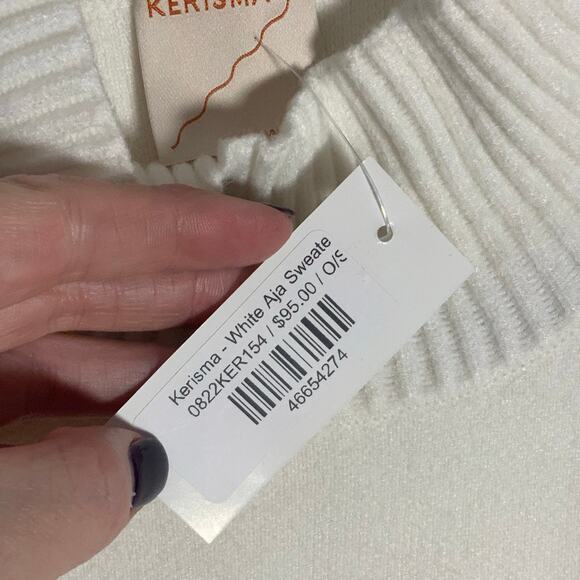 KERISMA
Kerisma - White Aja Sweate
0822KER154 / $95.00 / O/S
46654274